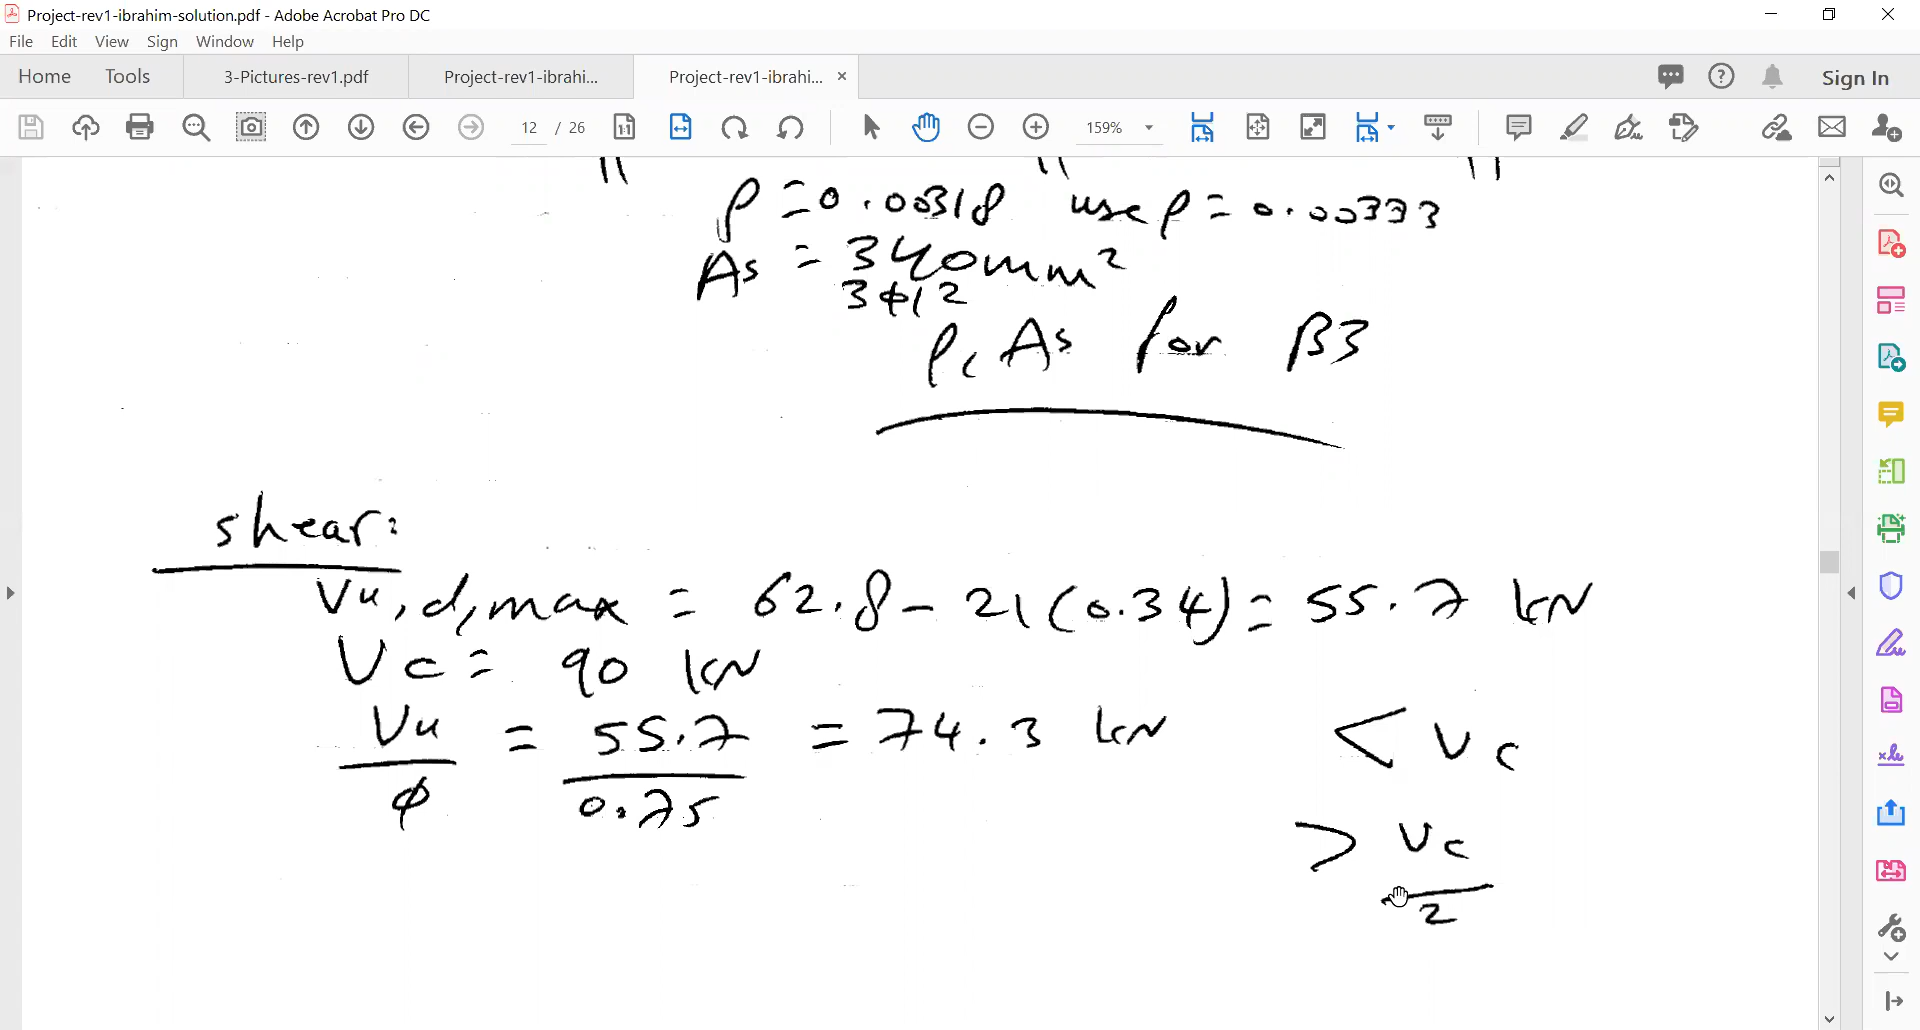 Project-rev1-ibrahim-solution.pdf - Adobe Acrobat Pro DC
File Edit View Sign Window Help
Home Tools 3-Pictures-rev1.pdf Project-rev1-ibrahi... Project-rev1-ibrahi... × Sign In
12 / 26 159%
ρ = 0.00318 use ρ = 0.00333
As = 340mm²
3ϕ12
ρ, As for B3
shear:
Vu,d,max = 62.8 - 21(0.34) = 55.7 kN
Vc = 90 kN
Vu/ϕ = 55.7/0.75 = 74.3 kN < Vc
> Vc/2